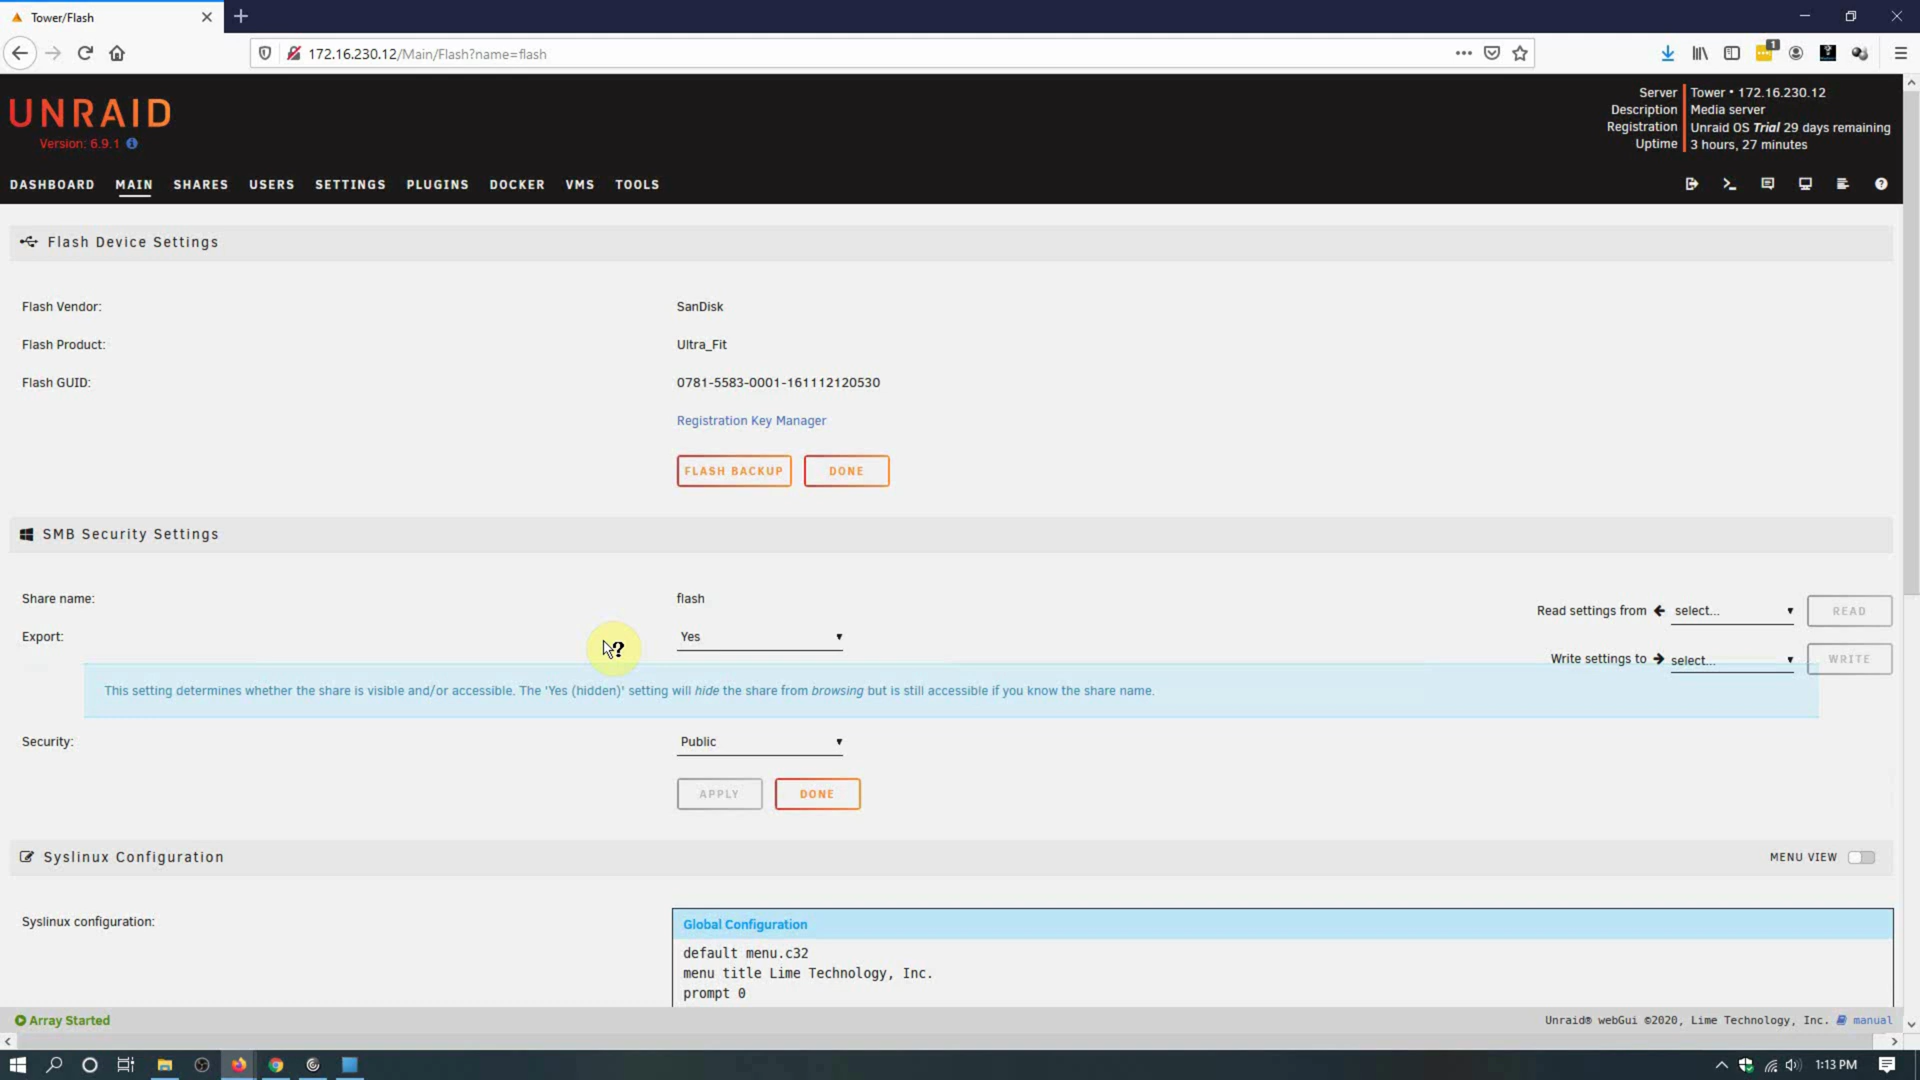 Tower/Flash
172.16.230.12/Main/Flash?name=flash
1
UNRAID
Version: 6.9.1
Server Tower • 172.16.230.12
Description Media server
Registration Unraid OS Trial 29 days remaining
Uptime 3 hours, 27 minutes
DASHBOARD MAIN SHARES USERS SETTINGS PLUGINS DOCKER VMS TOOLS
Flash Device Settings
Flash Vendor: SanDisk
Flash Product: Ultra_Fit
Flash GUID: 0781-5583-0001-161112120530
Registration Key Manager
FLASH BACKUP DONE
SMB Security Settings
Share name: flash
Read settings from select... READ
Export: Yes
Write settings to select... WRITE
This setting determines whether the share is visible and/or accessible. The 'Yes (hidden)' setting will hide the share from browsing but is still accessible if you know the share name.
Security: Public
APPLY DONE
Syslinux Configuration MENU VIEW
Syslinux configuration: Global Configuration
default menu.c32
menu title Lime Technology, Inc.
prompt 0
Array Started Unraid® webGui ©2020, Lime Technology, Inc. manual
1:13 PM